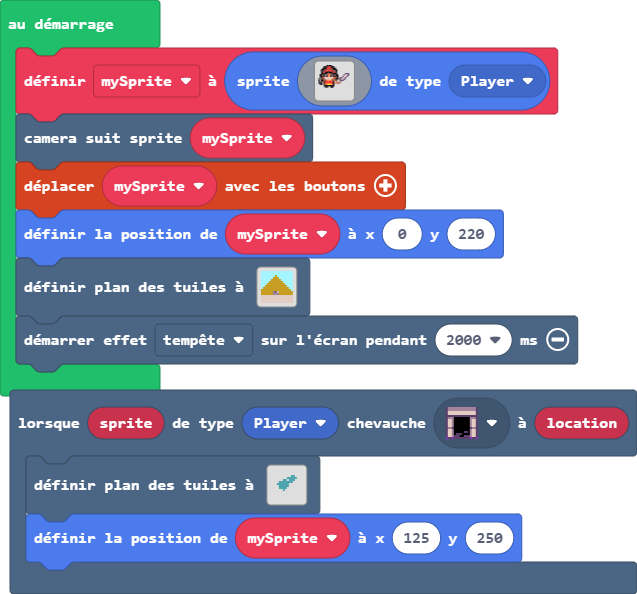 au démarrage
définir mySprite à sprite de type Player
camera suit sprite mySprite
déplacer mySprite avec les boutons
définir la position de mySprite à x 0 y 220
définir plan des tuiles à
démarrer effet tempête sur l'écran pendant 2000 ms
lorsque sprite de type Player chevauche à location
définir plan des tuiles à
définir la position de mySprite à x 125 y 250